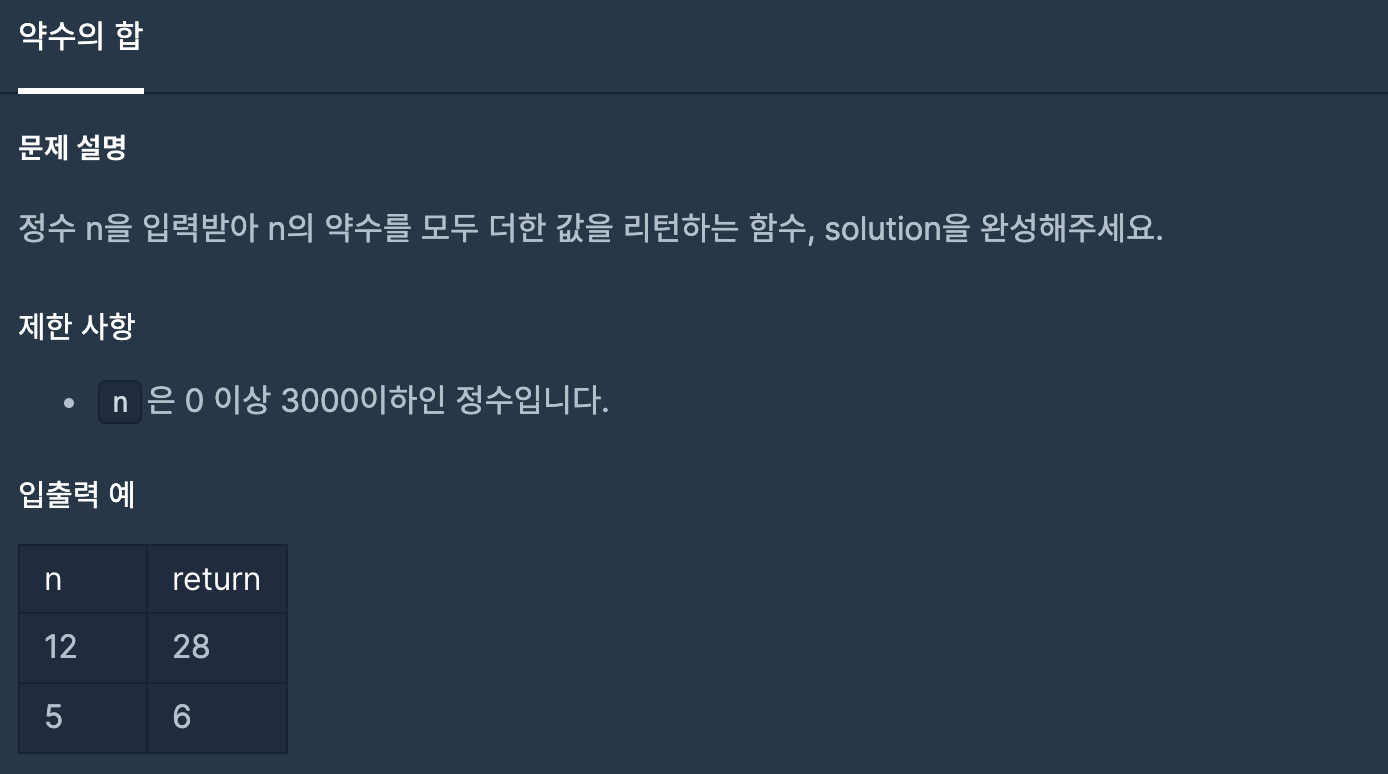 약수의 합
문제 설명
정수 n을 입력받아 n의 약수를 모두 더한 값을 리턴하는 함수, solution을 완성해주세요.
제한 사항
• n은 0 이상 3000이하인 정수입니다.
입출력 예
n return
12 28
5 6